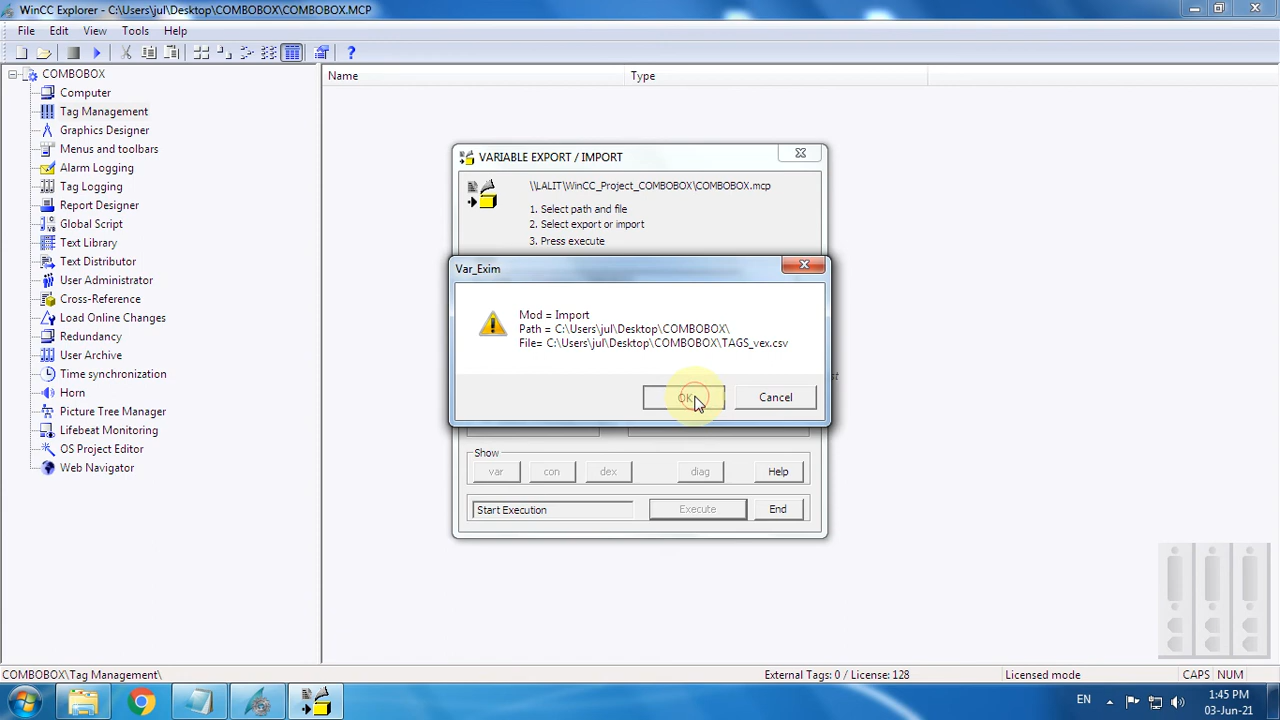 WinCC Explorer - C:\Users\jul\Desktop\COMBOBOX\COMBOBOX.MCP
File Edit View Tools Help
COMBOBOX
Computer
Tag Management
Graphics Designer
Menus and toolbars
Alarm Logging
Tag Logging
Report Designer
Global Script
Text Library
Text Distributor
User Administrator
Cross-Reference
Load Online Changes
Redundancy
User Archive
Time synchronization
Horn
Picture Tree Manager
Lifebeat Monitoring
OS Project Editor
Web Navigator
Name Type
VARIABLE EXPORT / IMPORT
\\LALIT\WinCC_Project_COMBOBOX\COMBOBOX.mcp
1. Select path and file
2. Select export or import
3. Press execute
Var_Exim
Mod = Import
Path = C:\Users\jul\Desktop\COMBOBOX\
File= C:\Users\jul\Desktop\COMBOBOX\TAGS_vex.csv
OK Cancel
Show
var con dex diag Help
Start Execution Execute End
COMBOBOX\Tag Management\ External Tags: 0 / License: 128 Licensed mode CAPS NUM
EN 1:45 PM
03-Jun-21